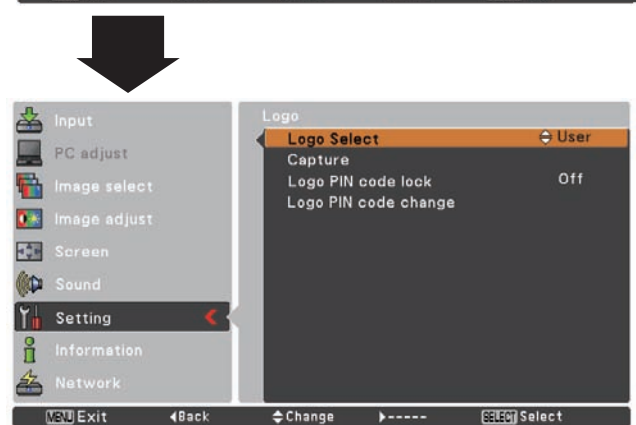 Input
PC adjust
Image select
Image adjust
Screen
Sound
Setting
Information
Network
Logo
Logo Select User
Capture
Logo PIN code lock Off
Logo PIN code change
MENU Exit Back Change ----- SELECT Select